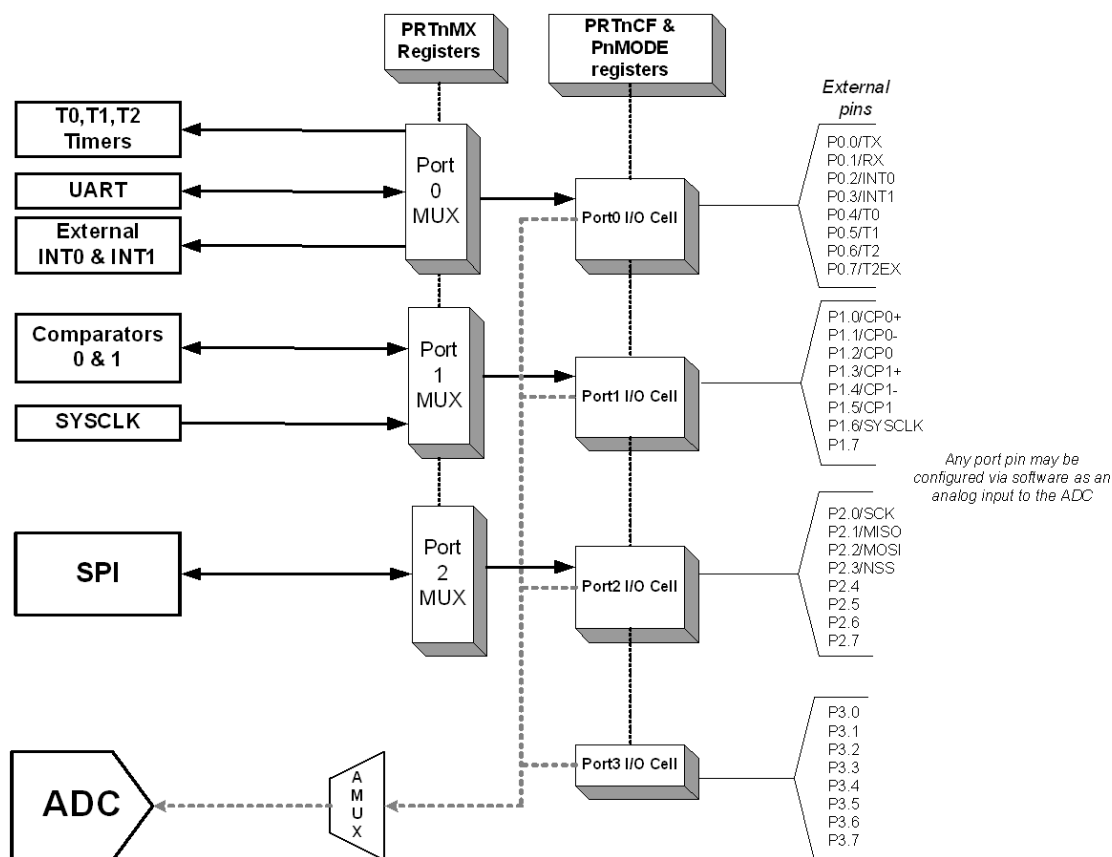 PRTnMX
Registers
PRTnCF &
PnMODE
registers
External
pins
T0,T1,T2
Timers
UART
External
INT0 & INT1
Port
0
MUX
Port0 I/O Cell
P0.0/TX
P0.1/RX
P0.2/INT0
P0.3/INT1
P0.4/T0
P0.5/T1
P0.6/T2
P0.7/T2EX
Comparators
0 & 1
SYSCLK
Port
1
MUX
Port1 I/O Cell
P1.0/CP0+
P1.1/CP0-
P1.2/CP0
P1.3/CP1+
P1.4/CP1-
P1.5/CP1
P1.6/SYSCLK
P1.7
Any port pin may be
configured via software as an
analog input to the ADC
SPI
Port
2
MUX
Port2 I/O Cell
P2.0/SCK
P2.1/MISO
P2.2/MOSI
P2.3/NSS
P2.4
P2.5
P2.6
P2.7
ADC
A
M
U
X
Port3 I/O Cell
P3.0
P3.1
P3.2
P3.3
P3.4
P3.5
P3.6
P3.7